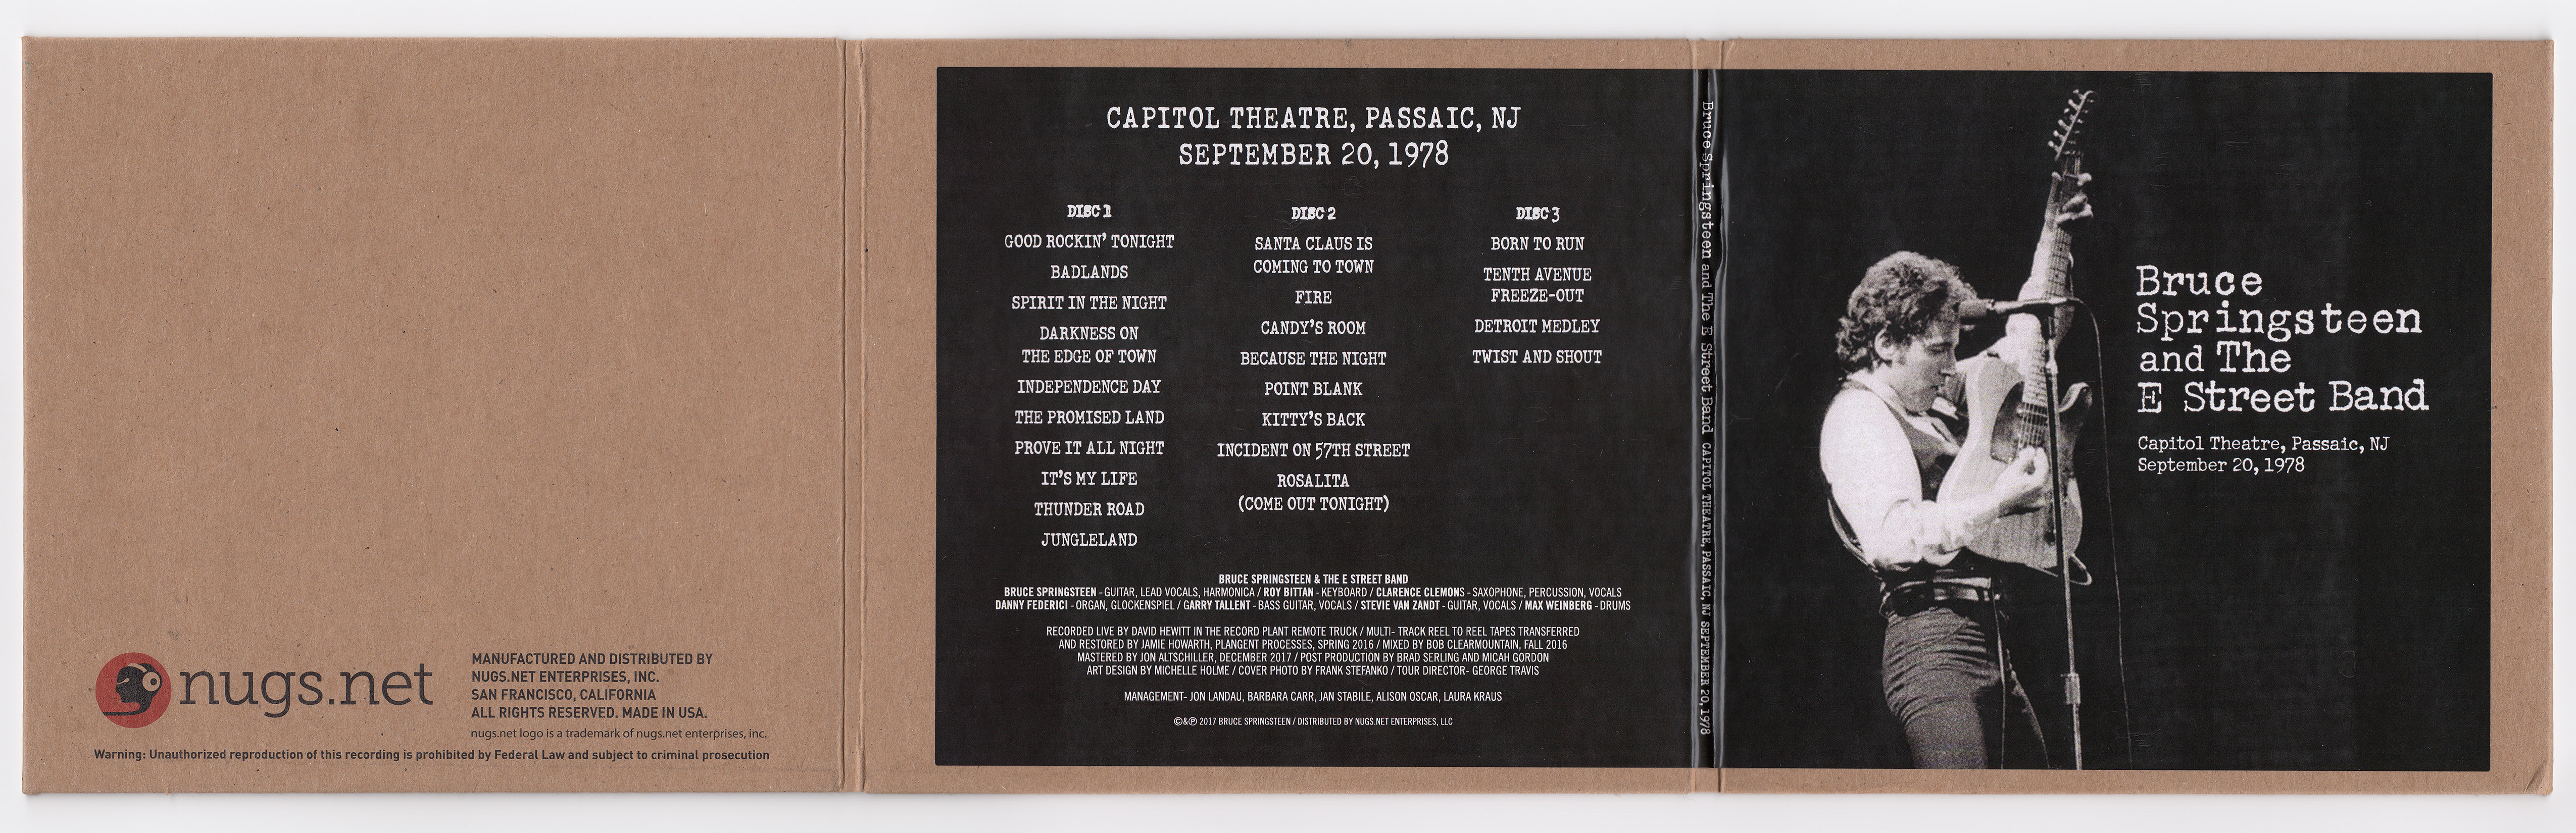 nugs.net
MANUFACTURED AND DISTRIBUTED BY
NUGS.NET ENTERPRISES, INC.
SAN FRANCISCO, CALIFORNIA
ALL RIGHTS RESERVED. MADE IN USA.
nugs.net logo is a trademark of nugs.net enterprises, inc.
Warning: Unauthorized reproduction of this recording is prohibited by Federal Law and subject to criminal prosecution
CAPITOL THEATRE, PASSAIC, NJ
SEPTEMBER 20, 1978
DISC 1
GOOD ROCKIN' TONIGHT
BADLANDS
SPIRIT IN THE NIGHT
DARKNESS ON
THE EDGE OF TOWN
INDEPENDENCE DAY
THE PROMISED LAND
PROVE IT ALL NIGHT
IT'S MY LIFE
THUNDER ROAD
JUNGLELAND
DISC 2
SANTA CLAUS IS
COMING TO TOWN
FIRE
CANDY'S ROOM
BECAUSE THE NIGHT
POINT BLANK
KITTY'S BACK
INCIDENT ON 57TH STREET
ROSALITA
(COME OUT TONIGHT)
DISC 3
BORN TO RUN
TENTH AVENUE
FREEZE-OUT
DETROIT MEDLEY
TWIST AND SHOUT
BRUCE SPRINGSTEEN & THE E STREET BAND
BRUCE SPRINGSTEEN - GUITAR, LEAD VOCALS, HARMONICA / ROY BITTAN - KEYBOARD / CLARENCE CLEMONS - SAXOPHONE, PERCUSSION, VOCALS
DANNY FEDERICI - ORGAN, GLOCKENSPIEL / GARRY TALLENT - BASS GUITAR, VOCALS / STEVIE VAN ZANDT - GUITAR, VOCALS / MAX WEINBERG - DRUMS
RECORDED LIVE BY DAVID HEWITT IN THE RECORD PLANT REMOTE TRUCK / MULTI- TRACK REEL TO REEL TAPES TRANSFERRED
AND RESTORED BY JAMIE HOWARTH, PLANGENT PROCESSES, SPRING 2016 / MIXED BY BOB CLEARMOUNTAIN, FALL 2016
MASTERED BY JON ALTSCHILLER, DECEMBER 2017 / POST PRODUCTION BY BRAD SERLING AND MICAH GORDON
ART DESIGN BY MICHELLE HOLME / COVER PHOTO BY FRANK STEFANKO / TOUR DIRECTOR- GEORGE TRAVIS
MANAGEMENT- JON LANDAU, BARBARA CARR, JAN STABILE, ALISON OSCAR, LAURA KRAUS
©&℗ 2017 BRUCE SPRINGSTEEN / DISTRIBUTED BY NUGS.NET ENTERPRISES, LLC
Bruce Springsteen and The E Street Band CAPITOL THEATRE, PASSAIC, NJ SEPTEMBER 20, 1978
Bruce
Springsteen
and The
E Street Band
Capitol Theatre, Passaic, NJ
September 20, 1978